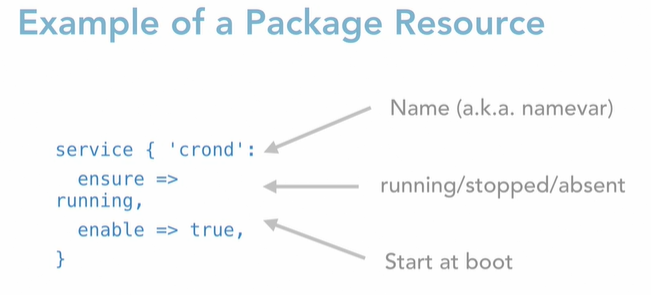 Example of a Package Resource
Name (a.k.a. namevar)
service { 'crond':
ensure =>
running/stopped/absent
running,
enable => true,
}
Start at boot